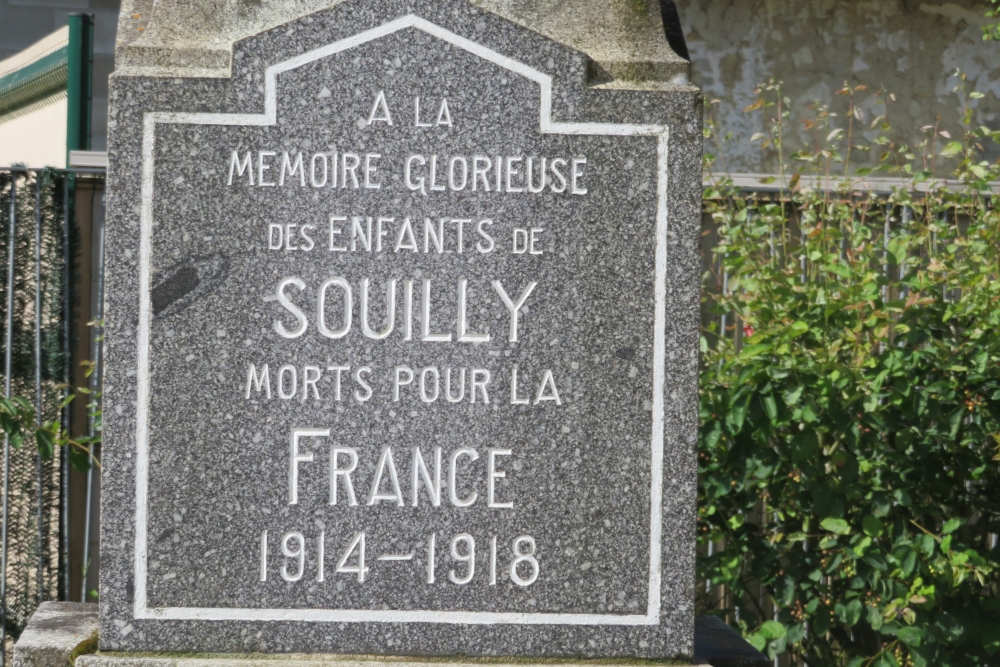 A LA
MEMOIRE GLORIEUSE
DES ENFANTS DE
SOUILLY
MORTS POUR LA
FRANCE
1914-1918